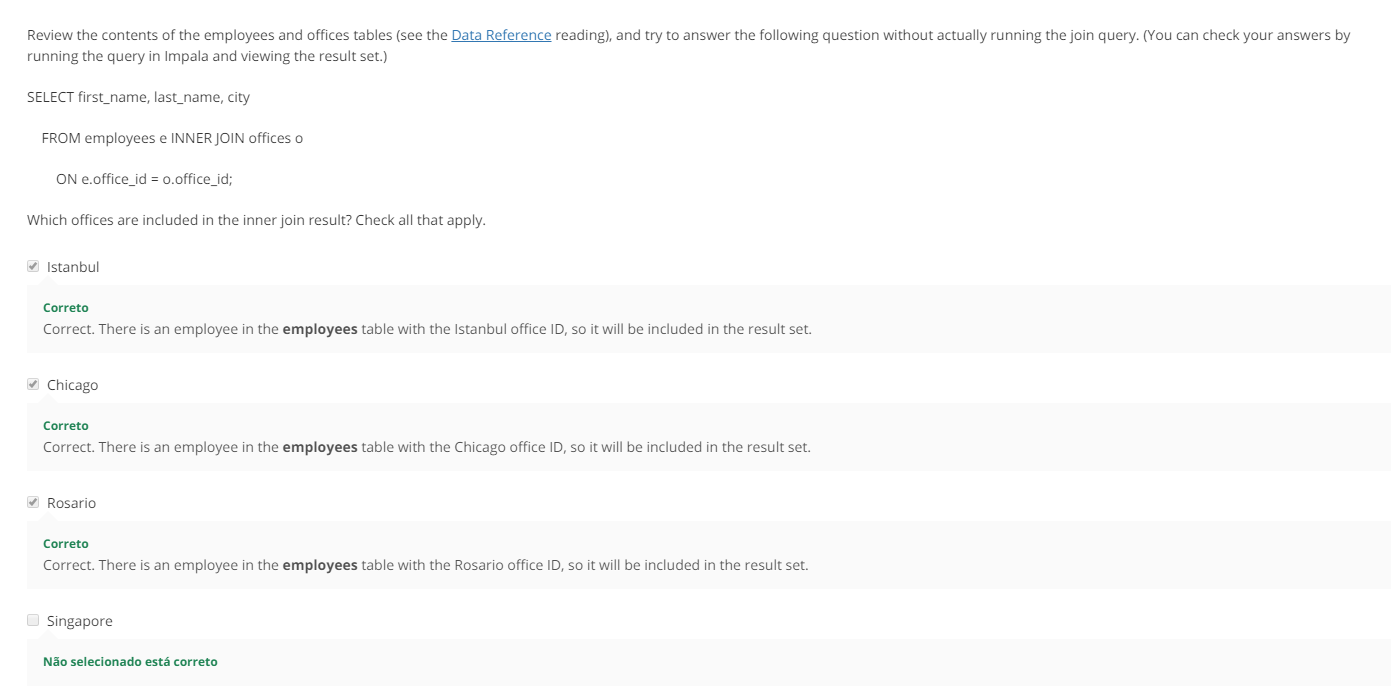 Review the contents of the employees and offices tables (see the Data Reference reading), and try to answer the following question without actually running the join query. (You can check your answers by
running the query in Impala and viewing the result set.)
SELECT first_name, last_name, city
FROM employees e INNER JOIN offices o
ON e.office_id = o.office_id;
Which offices are included in the inner join result? Check all that apply.
Istanbul
Correto
Correct. There is an employee in the employees table with the Istanbul office ID, so it will be included in the result set.
Chicago
Correto
Correct. There is an employee in the employees table with the Chicago office ID, so it will be included in the result set.
Rosario
Correto
Correct. There is an employee in the employees table with the Rosario office ID, so it will be included in the result set.
Singapore
Não selecionado está correto